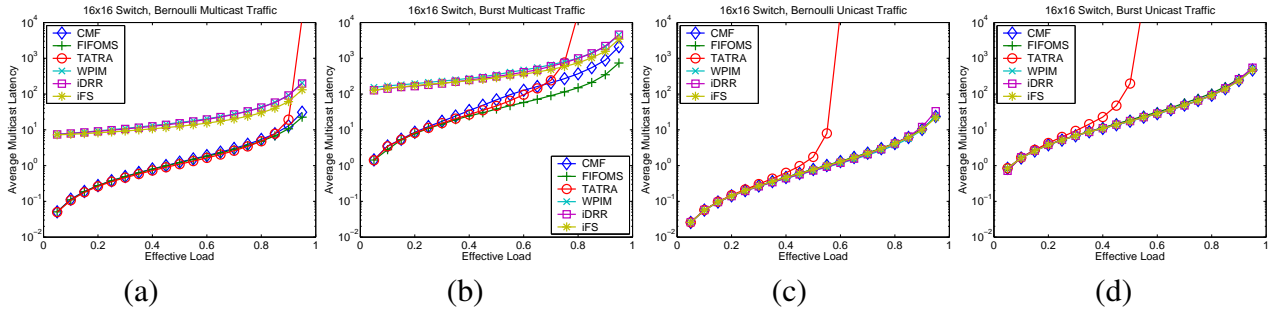 16x16 Switch, Bernoulli Multicast Traffic
10^4
10^3
10^2
10^1
10^0
10^-1
10^-2
Average Multicast Latency
CMF
FIFOMS
TATRA
WPIM
iDRR
iFS
0 0.2 0.4 0.6 0.8 1
Effective Load
(a)
16x16 Switch, Burst Multicast Traffic
10^4
10^3
10^2
10^1
10^0
10^-1
10^-2
Average Multicast Latency
CMF
FIFOMS
TATRA
WPIM
iDRR
iFS
0 0.2 0.4 0.6 0.8 1
Effective Load
(b)
16x16 Switch, Bernoulli Unicast Traffic
10^4
10^3
10^2
10^1
10^0
10^-1
10^-2
Average Multicast Latency
CMF
FIFOMS
TATRA
WPIM
iDRR
iFS
0 0.2 0.4 0.6 0.8 1
Effective Load
(c)
16x16 Switch, Burst Unicast Traffic
10^4
10^3
10^2
10^1
10^0
10^-1
10^-2
Average Multicast Latency
CMF
FIFOMS
TATRA
WPIM
iDRR
iFS
0 0.2 0.4 0.6 0.8 1
Effective Load
(d)